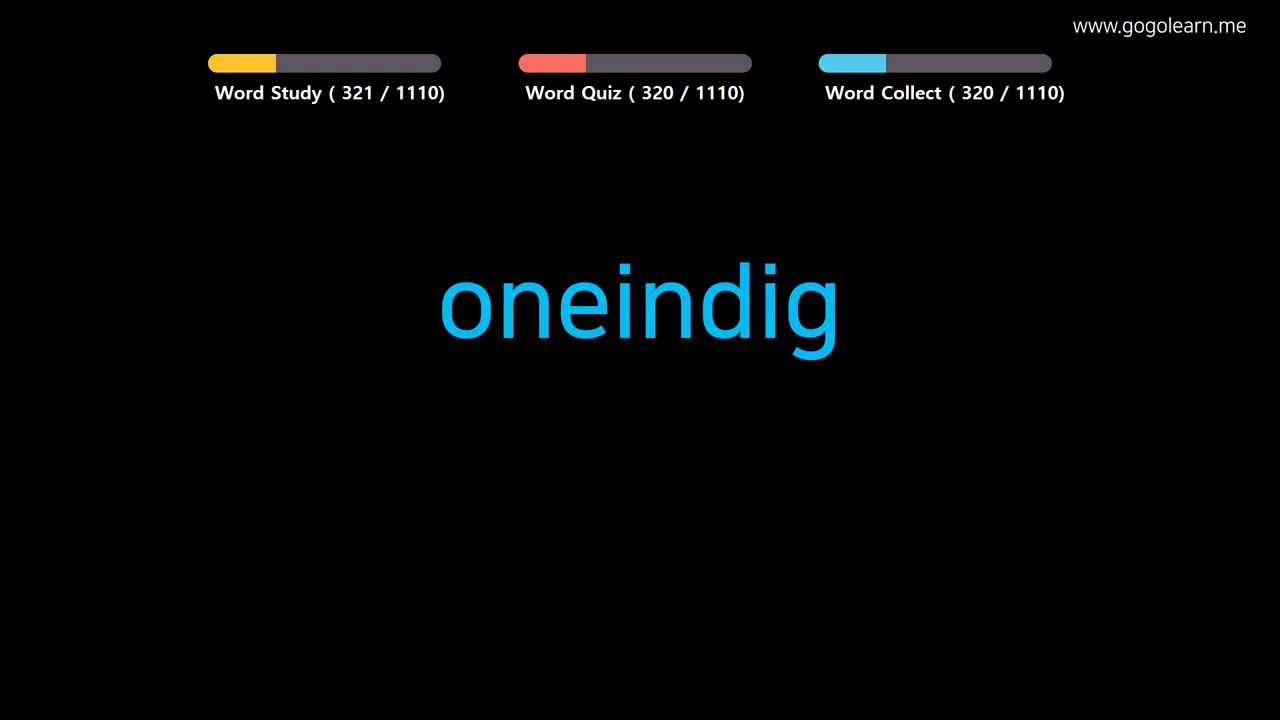 www.gogolearn.me
Word Study ( 321 / 1110)
Word Quiz ( 320 / 1110)
Word Collect ( 320 / 1110)
oneindig